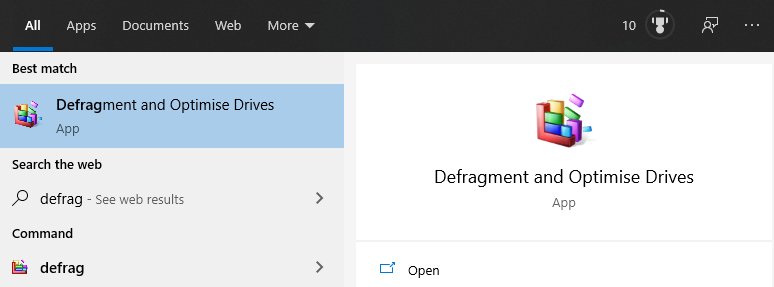 All Apps Documents Web More 10 ...
Best match
Defragment and Optimise Drives
App
Search the web
defrag - See web results
Command
defrag
Defragment and Optimise Drives
App
Open